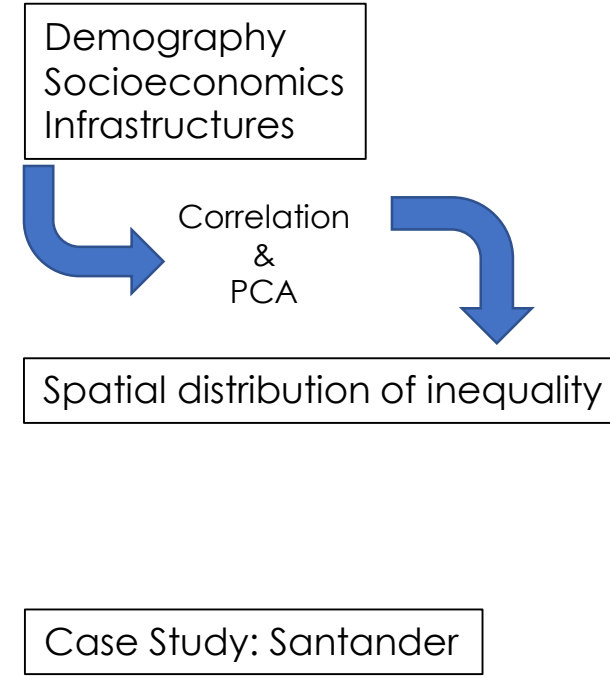 Demography
Socioeconomics
Infrastructures
Correlation
&
PCA
Spatial distribution of inequality
Case Study: Santander